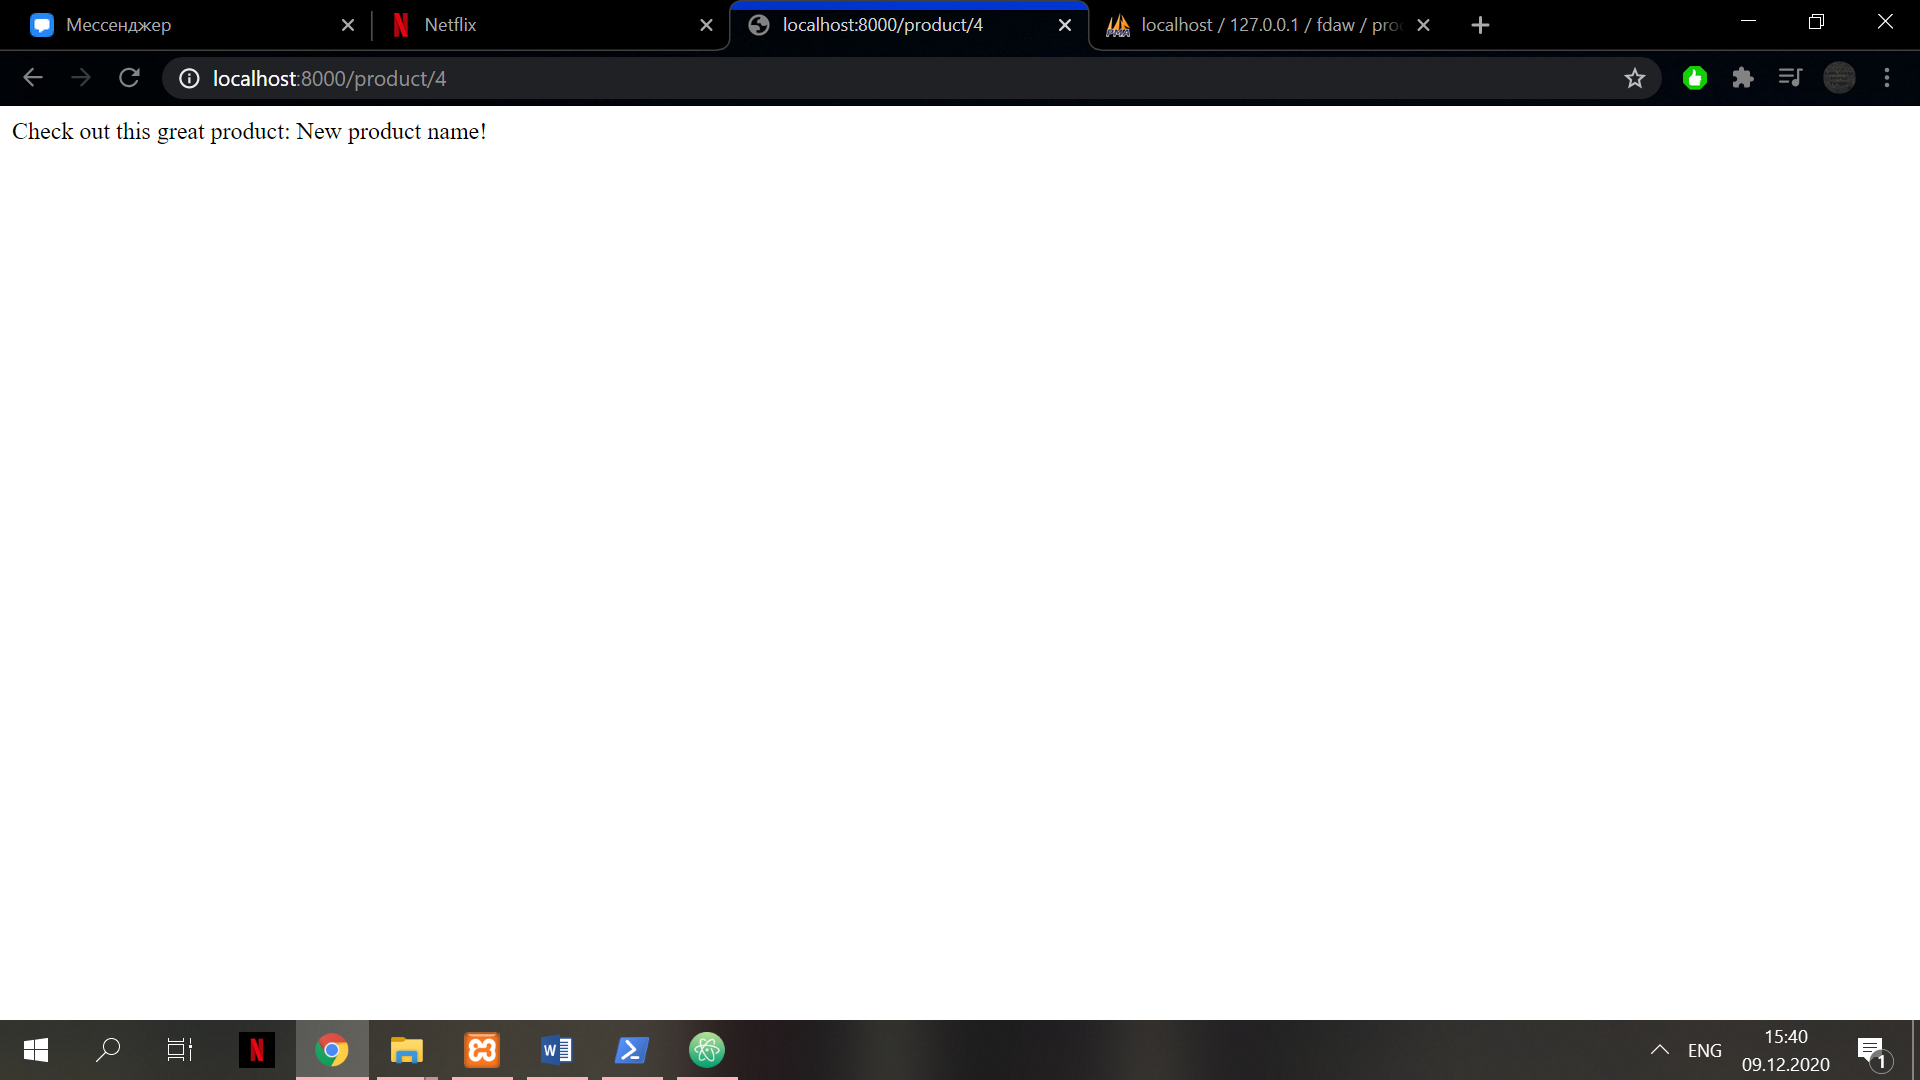 Мессенджер
Netflix
localhost:8000/product/4
localhost / 127.0.0.1 / fdaw / pro
localhost:8000/product/4
Check out this great product: New product name!
ENG
15:40
09.12.2020
1